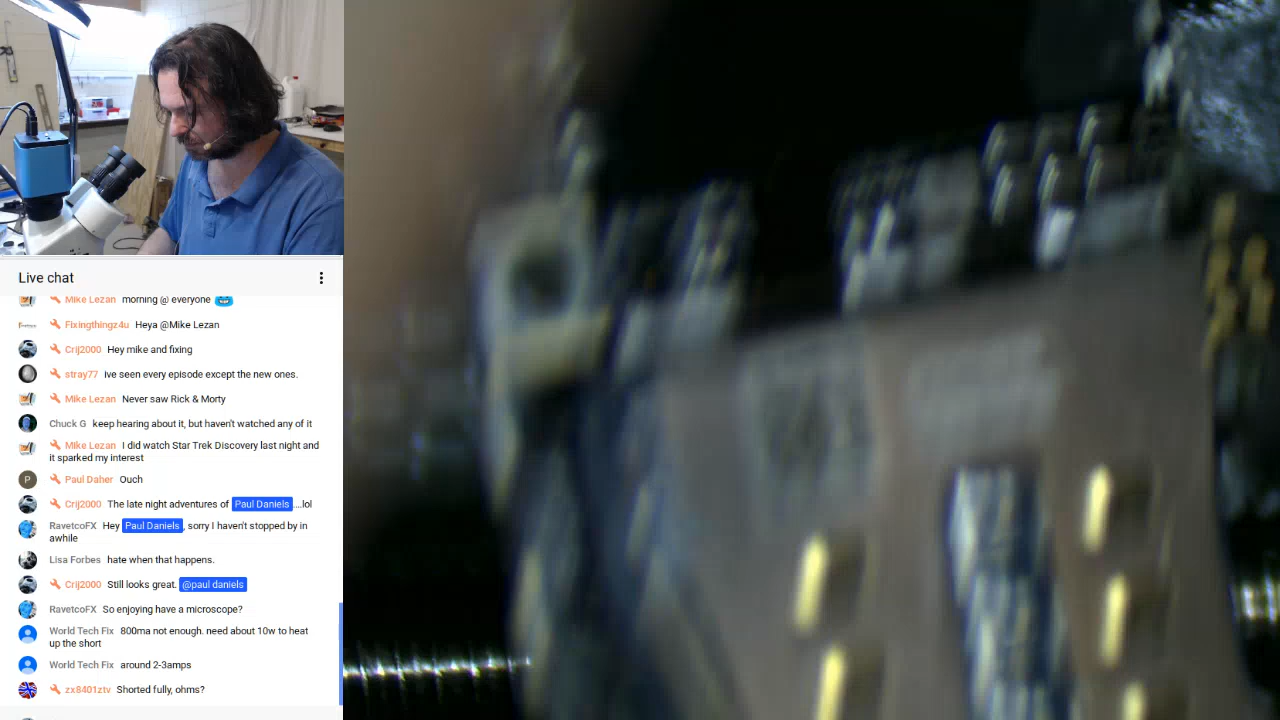 Live chat
Mike Lezan morning @ everyone
Fixingthingz4u Heya @Mike Lezan
Crij2000 Hey mike and fixing
stray77 ive seen every episode except the new ones.
Mike Lezan Never saw Rick & Morty
Chuck G keep hearing about it, but haven't watched any of it
Mike Lezan I did watch Star Trek Discovery last night and
it sparked my interest
P Paul Daher Ouch
Crij2000 The late night adventures of Paul Daniels ...lol
RavetcoFX Hey Paul Daniels, sorry I haven't stopped by in
awhile
Lisa Forbes hate when that happens.
Crij2000 Still looks great. @paul daniels
RavetcoFX So enjoying have a microscope?
World Tech Fix 800ma not enough. need about 10w to heat
up the short
World Tech Fix around 2-3amps
zx8401ztv Shorted fully, ohms?